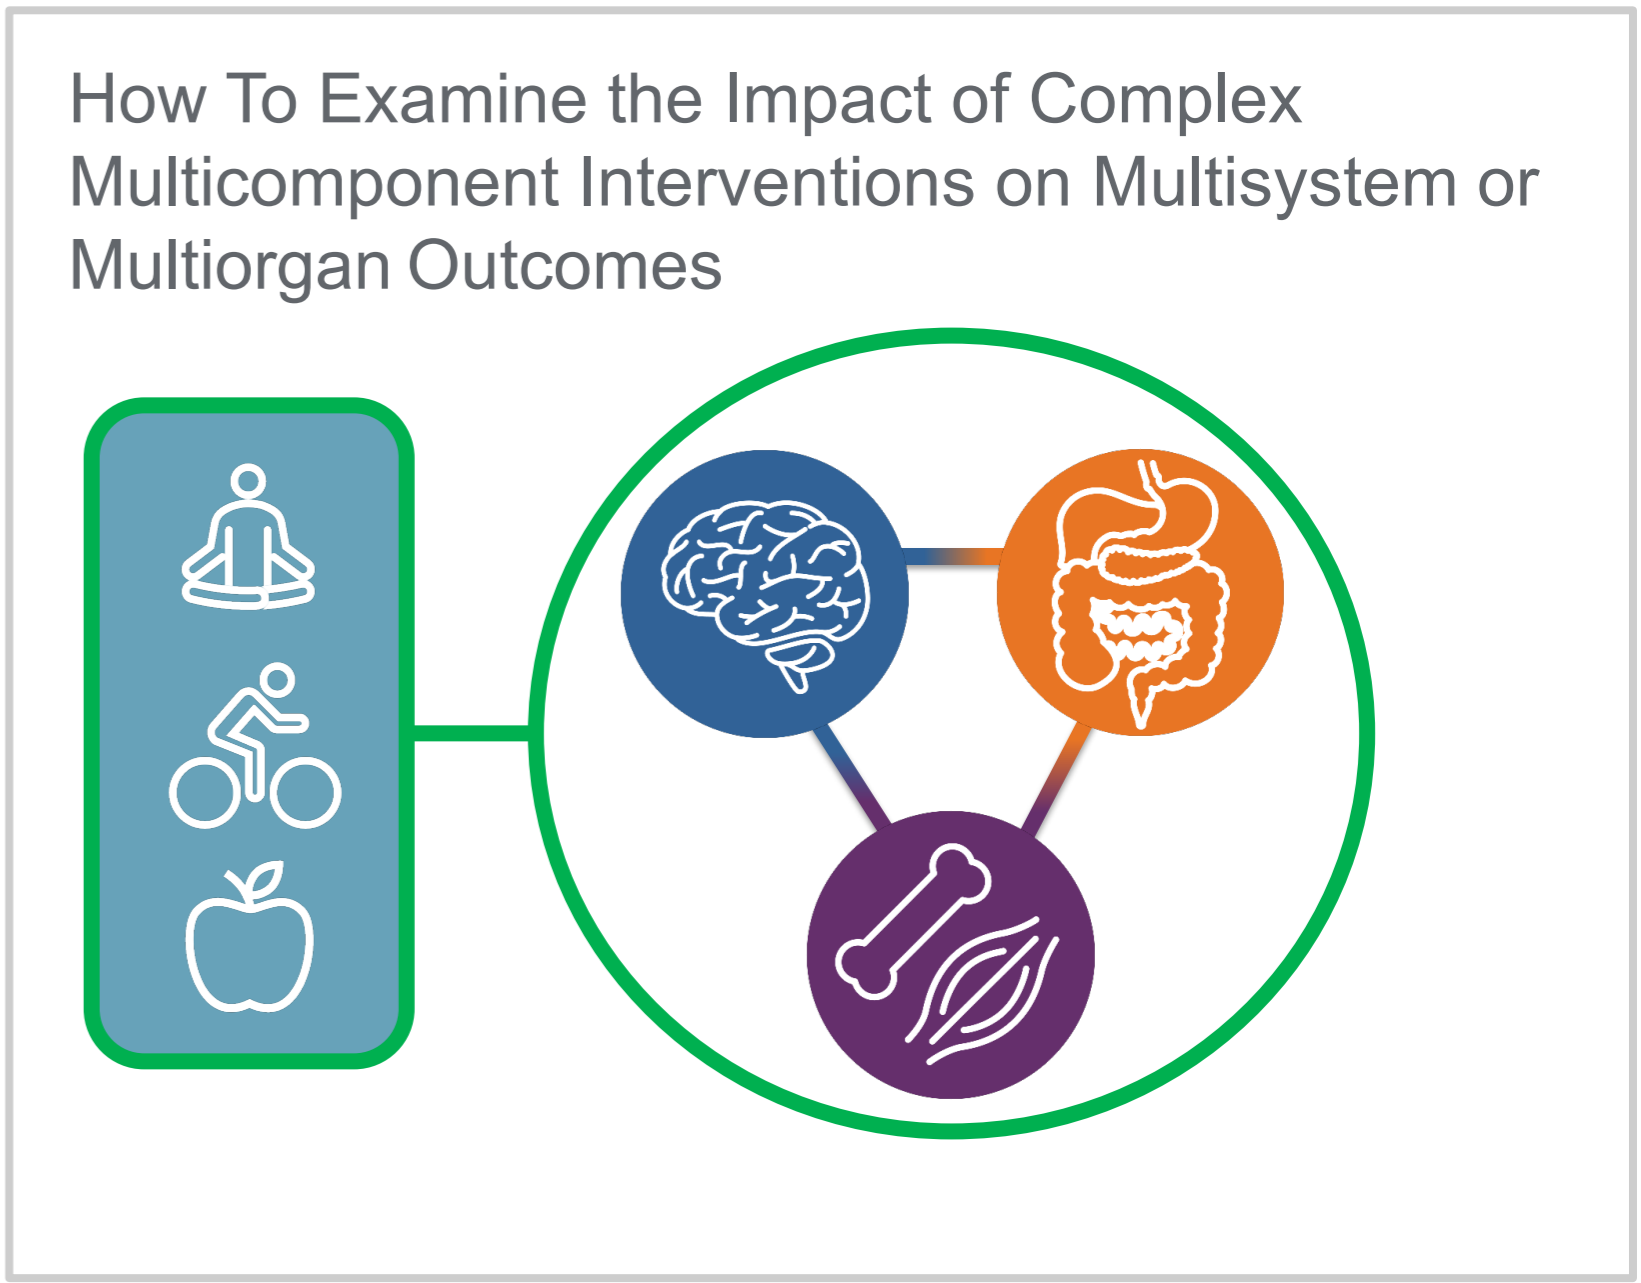 How To Examine the Impact of Complex
Multicomponent Interventions on Multisystem or
Multiorgan Outcomes